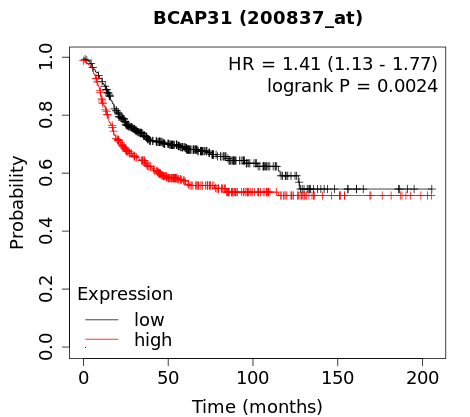 BCAP31 (200837_at)
HR = 1.41 (1.13 - 1.77)
logrank P = 0.0024
1.0
0.8
0.6
0.4
0.2
0.0
Probability
Expression
low
high
0 50 100 150 200
Time (months)